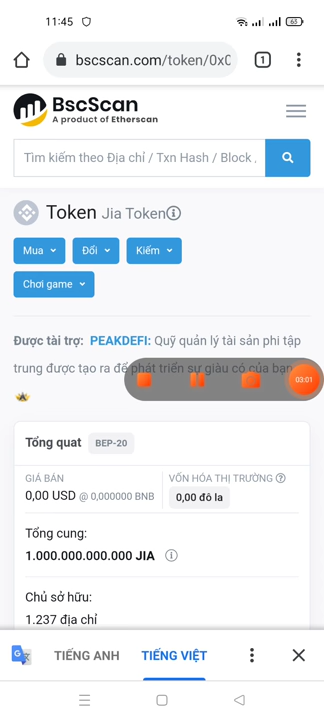 11:45
65
bscscan.com/token/0x0
1
BscScan
A product of Etherscan
Tìm kiếm theo Địa chỉ / Txn Hash / Block
Token Jia Token
Mua
Đổi
Kiếm
Chơi game
Được tài trợ: PEAKDEFI: Quỹ quản lý tài sản phi tập
trung được tạo ra để phát triển sự giàu có của bạn
03:01
Tổng quat BEP-20
GIÁ BÁN
0,00 USD @ 0,000000 BNB
VỐN HÓA THỊ TRƯỜNG
0,00 đô la
Tổng cung:
1.000.000.000.000 JIA
Chủ sở hữu:
1.237 địa chỉ
TIẾNG ANH
TIẾNG VIỆT